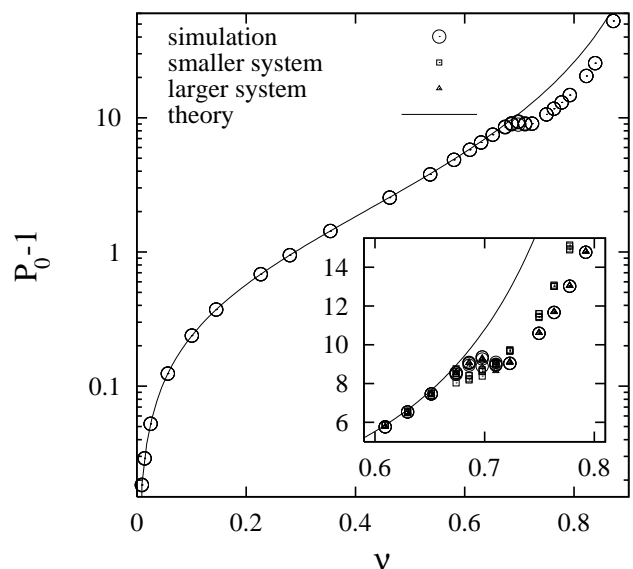 simulation
smaller system
larger system
theory
10
1
0.1
P₀-1
14
12
10
8
6
0.6 0.7 0.8
0 0.2 0.4 0.6 0.8
ν